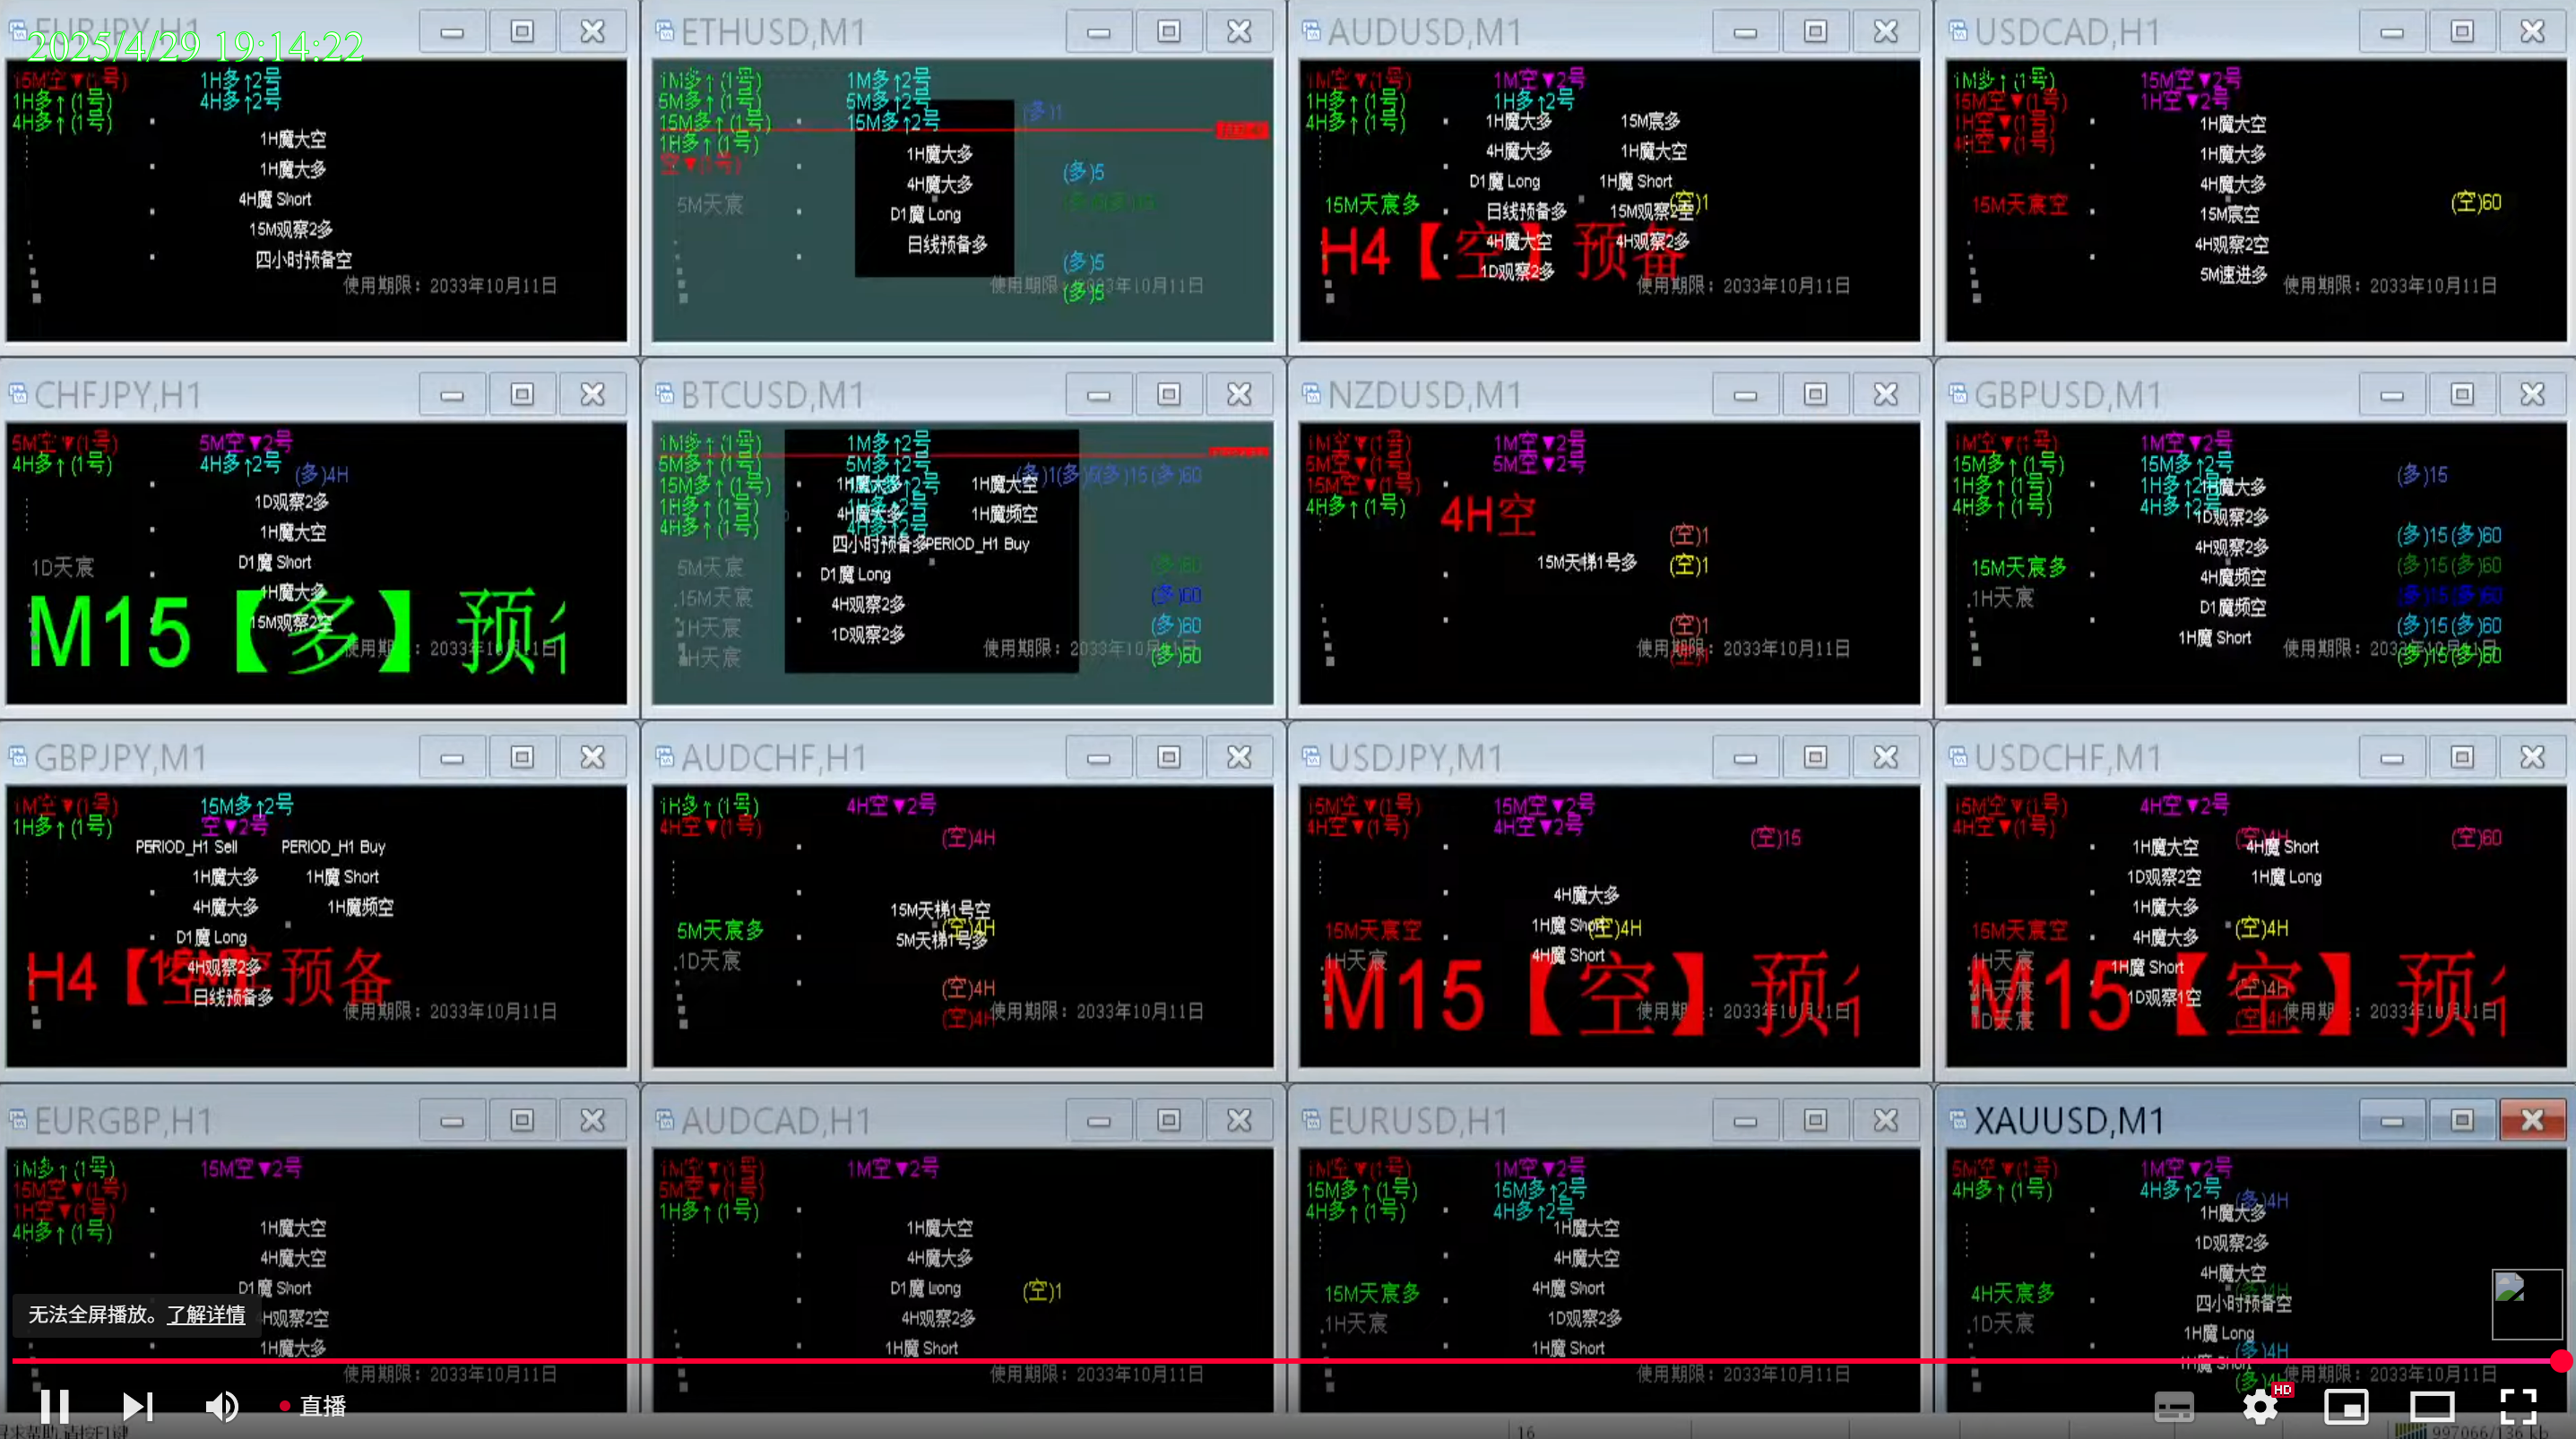 EURJPY,H1
2025/4/29 19:14:22
15M空▼(1号)
1H多↑(1号)
4H多↑(1号)
1H多↑2号
4H多↑2号
1H魔大空
1H魔大多
4H魔 Short
15M观察2多
四小时预备空
使用期限：2033年10月11日
ETHUSD,M1
1M多↑(1号)
5M多↑(1号)
15M多↑(1号)
1H多↑(1号)
空▼(1号)
1M多↑2号
5M多↑2号
15M多↑2号
(多)1
1H魔大多
4H魔大多
(多)5
5M天宸
D1魔 Long
日线预备多
(多)5
使用期限：2033年10月11日
(多)5
AUDUSD,M1
1M空▼(1号)
1H多↑(1号)
4H多↑(1号)
1M空▼2号
1H多↑2号
1H魔大多
15M宸多
4H魔大多
1H魔大空
D1魔 Long
1H魔 Short
15M天宸多
日线预备多
15M观察2空
(空)1
H4【空】预备
4H魔大空
4H观察2多
1D观察2多
使用期限：2033年10月11日
USDCAD,H1
1M多↑(1号)
15M空▼(1号)
1H空▼(1号)
4H空▼(1号)
15M空▼2号
1H空▼2号
1H魔大空
1H魔大多
4H魔大多
15M天宸空
15M宸空
(空)60
4H观察2空
5M速进多
使用期限：2033年10月11日
CHFJPY,H1
5M空▼(1号)
4H多↑(1号)
5M空▼2号
4H多↑2号
(多)4H
1D观察2多
1H魔大空
D1魔 Short
1D天宸
1H魔大多
15M观察2空
M15【多】预
使用期限：2033年10月11日
BTCUSD,M1
1M多↑(1号)
5M多↑(1号)
15M多↑(1号)
1H多↑(1号)
4H多↑(1号)
1M多↑2号
5M多↑2号
15M多↑2号
1H多↑2号
4H多↑2号
(多)1(多)5(多)15(多)60
1H魔大多
1H魔大空
4H魔大多
1H魔频空
四小时预备多
PERIOD_H1 Buy
5M天宸
D1魔 Long
(多)60
15M天宸
4H观察2多
(多)60
1H天宸
1D观察2多
(多)60
H天宸
使用期限：2033年10月11日
(多)60
NZDUSD,M1
1M空▼(1号)
5M空▼(1号)
15M空▼(1号)
4H多↑(1号)
1M空▼2号
5M空▼2号
4H空
(空)1
15M天梯1号多
(空)1
(空)1
使用期限：2033年10月11日
GBPUSD,M1
1M空▼(1号)
15M多↑(1号)
1H多↑(1号)
4H多↑(1号)
1M空▼2号
15M多↑2号
1H多↑2号
4H多↑2号
(多)15
1H魔大多
1D观察2多
4H观察2多
(多)15(多)60
15M天宸多
4H魔频空
(多)15(多)60
1H天宸
D1魔频空
(多)15(多)60
1H魔 Short
(多)15(多)60
使用期限：2033年10月11日
(多)15(多)60
GBPJPY,M1
1M空▼(1号)
1H多↑(1号)
15M多↑2号
空▼2号
PERIOD_H1 Sell
PERIOD_H1 Buy
1H魔大多
1H魔 Short
4H魔大多
1H魔频空
D1魔 Long
4H观察2多
日线预备多
H4【空】预备
使用期限：2033年10月11日
AUDCHF,H1
1H多↑(1号)
4H空▼(1号)
4H空▼2号
(空)4H
15M天梯1号空
5M天宸多
(空)4H
5M天梯1号多
1D天宸
(空)4H
(空)4H
使用期限：2033年10月11日
USDJPY,M1
15M空▼(1号)
4H空▼(1号)
15M空▼2号
4H空▼2号
(空)15
4H魔大多
15M天宸空
1H魔 Short
(空)4H
4H魔 Short
1H天宸
M15【空】预
使用期限：2033年10月11日
USDCHF,M1
15M空▼(1号)
4H空▼(1号)
4H空▼2号
(空)4H
(空)60
1H魔大空
4H魔 Short
1D观察2空
1H魔 Long
1H魔大多
15M天宸空
4H魔大多
(空)4H
1H天宸
1H魔 Short
4H天宸
1D观察1空
(空)4H
1D天宸
(空)4H
M15【空】预
使用期限：2033年10月11日
EURGBP,H1
1M多↑(1号)
15M空▼(1号)
1H空▼(1号)
4H多↑(1号)
15M空▼2号
1H魔大空
4H魔大空
D1魔 Short
H观察2空
1H魔大多
使用期限：2033年10月11日
AUDCAD,H1
1M空▼(1号)
5M空▼(1号)
1H多↑(1号)
1M空▼2号
1H魔大空
4H魔大多
D1魔 Long
(空)1
4H观察2多
1H魔 Short
使用期限：2033年10月11日
EURUSD,H1
1M空▼(1号)
15M多↑(1号)
4H多↑(1号)
1M空▼2号
15M多↑2号
4H多↑2号
1H魔大空
4H魔大空
15M天宸多
4H魔 Short
1H天宸
1D观察2多
1H魔 Short
使用期限：2033年10月11日
XAUUSD,M1
5M空▼(1号)
4H多↑(1号)
1M空▼2号
4H多↑2号
(多)4H
1H魔大多
1D观察2多
4H魔大空
4H天宸多
(多)4H
四小时预备空
1D天宸
1H魔 Long
(多)4H
1H魔 Short
使用期限：2033年10月11日
无法全屏播放。了解详情
直播
HD
16
997066/136 kb